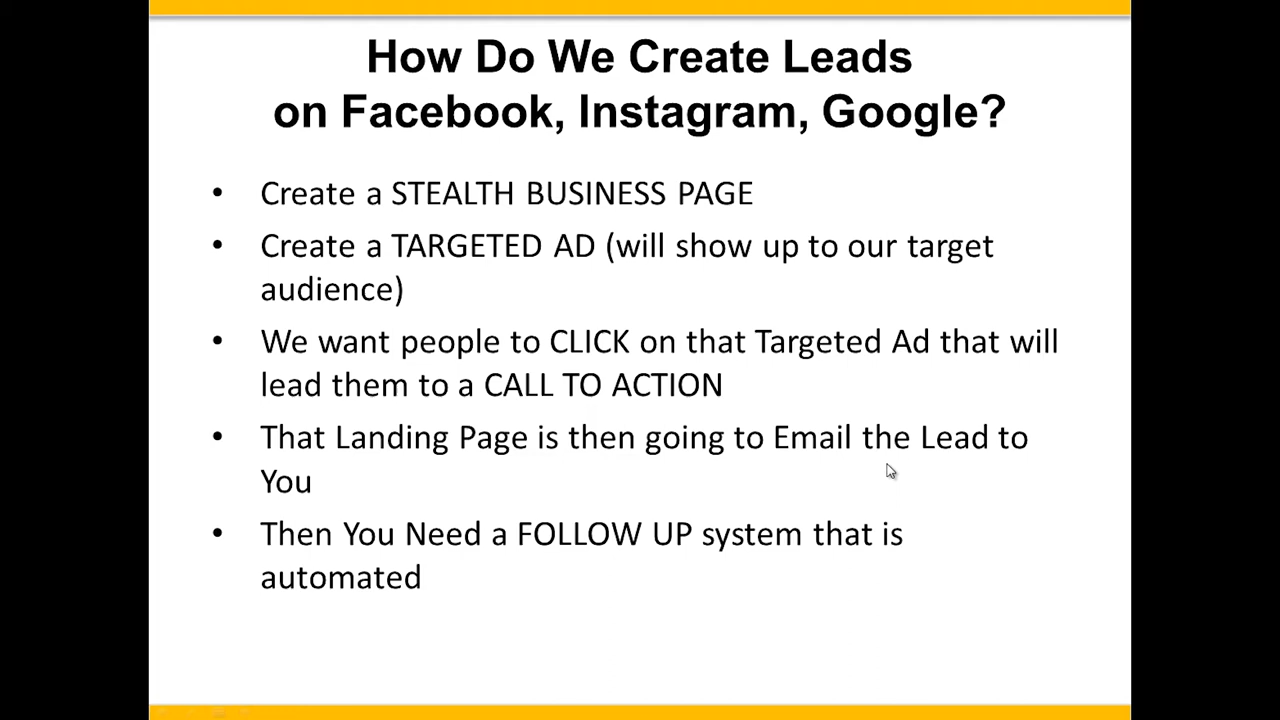 How Do We Create Leads
on Facebook, Instagram, Google?
• Create a STEALTH BUSINESS PAGE
• Create a TARGETED AD (will show up to our target
audience)
• We want people to CLICK on that Targeted Ad that will
lead them to a CALL TO ACTION
• That Landing Page is then going to Email the Lead to
You
• Then You Need a FOLLOW UP system that is
automated